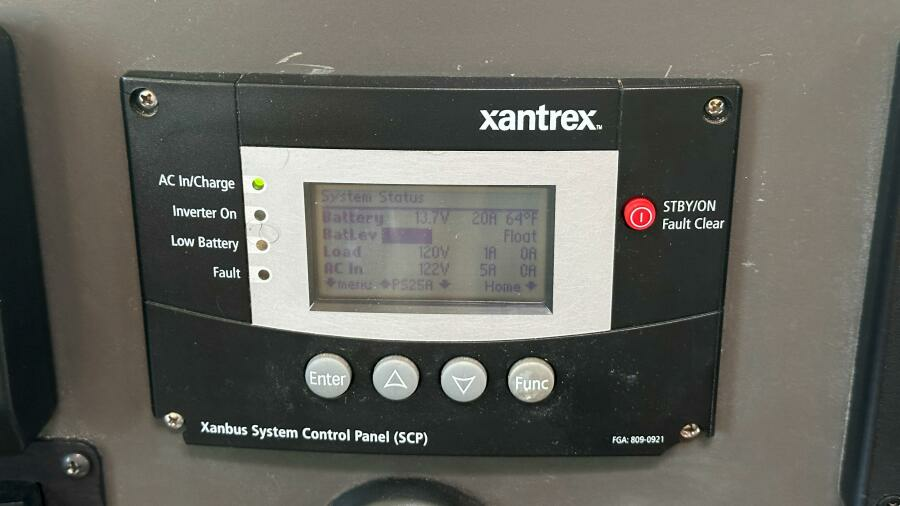 xantrex™
AC In/Charge
Inverter On
Low Battery
Fault
System Status
Battery 13.7V 20A 64°F
BatLev Float
Load 120V 1A 0A
AC In 122V 5A 0A
menu PS25A Home
STBY/ON
Fault Clear
Enter
Func
Xanbus System Control Panel (SCP)
FGA: 809-0921